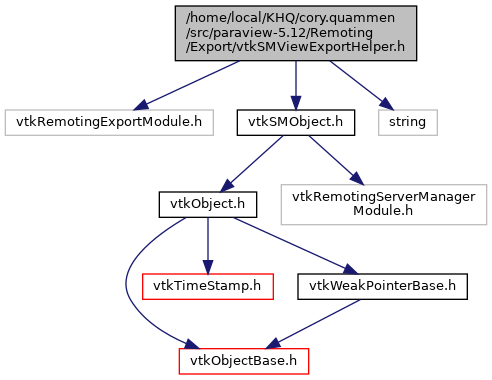 /home/local/KHQ/cory.quammen
/src/paraview-5.12/Remoting
/Export/vtkSMViewExportHelper.h
vtkRemotingExportModule.h
vtkSMObject.h
string
vtkObject.h
vtkRemotingServerManager
Module.h
vtkTimeStamp.h
vtkWeakPointerBase.h
vtkObjectBase.h